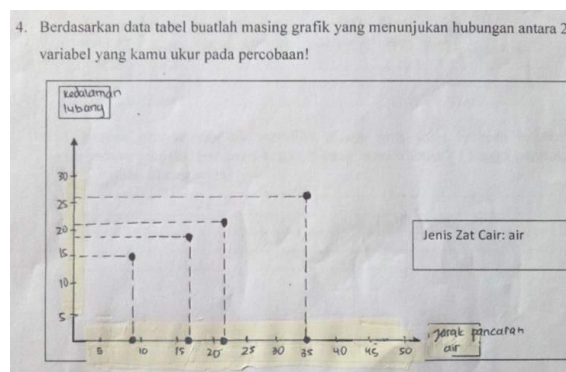 4. Berdasarkan data tabel buatlah masing grafik yang menunjukan hubungan antara 2
variabel yang kamu ukur pada percobaan!
kedalaman
lubang
30
25
20
15
10
5
Jenis Zat Cair: air
5 10 15 20 25 30 35 40 45 50
Jarak pancaran
air